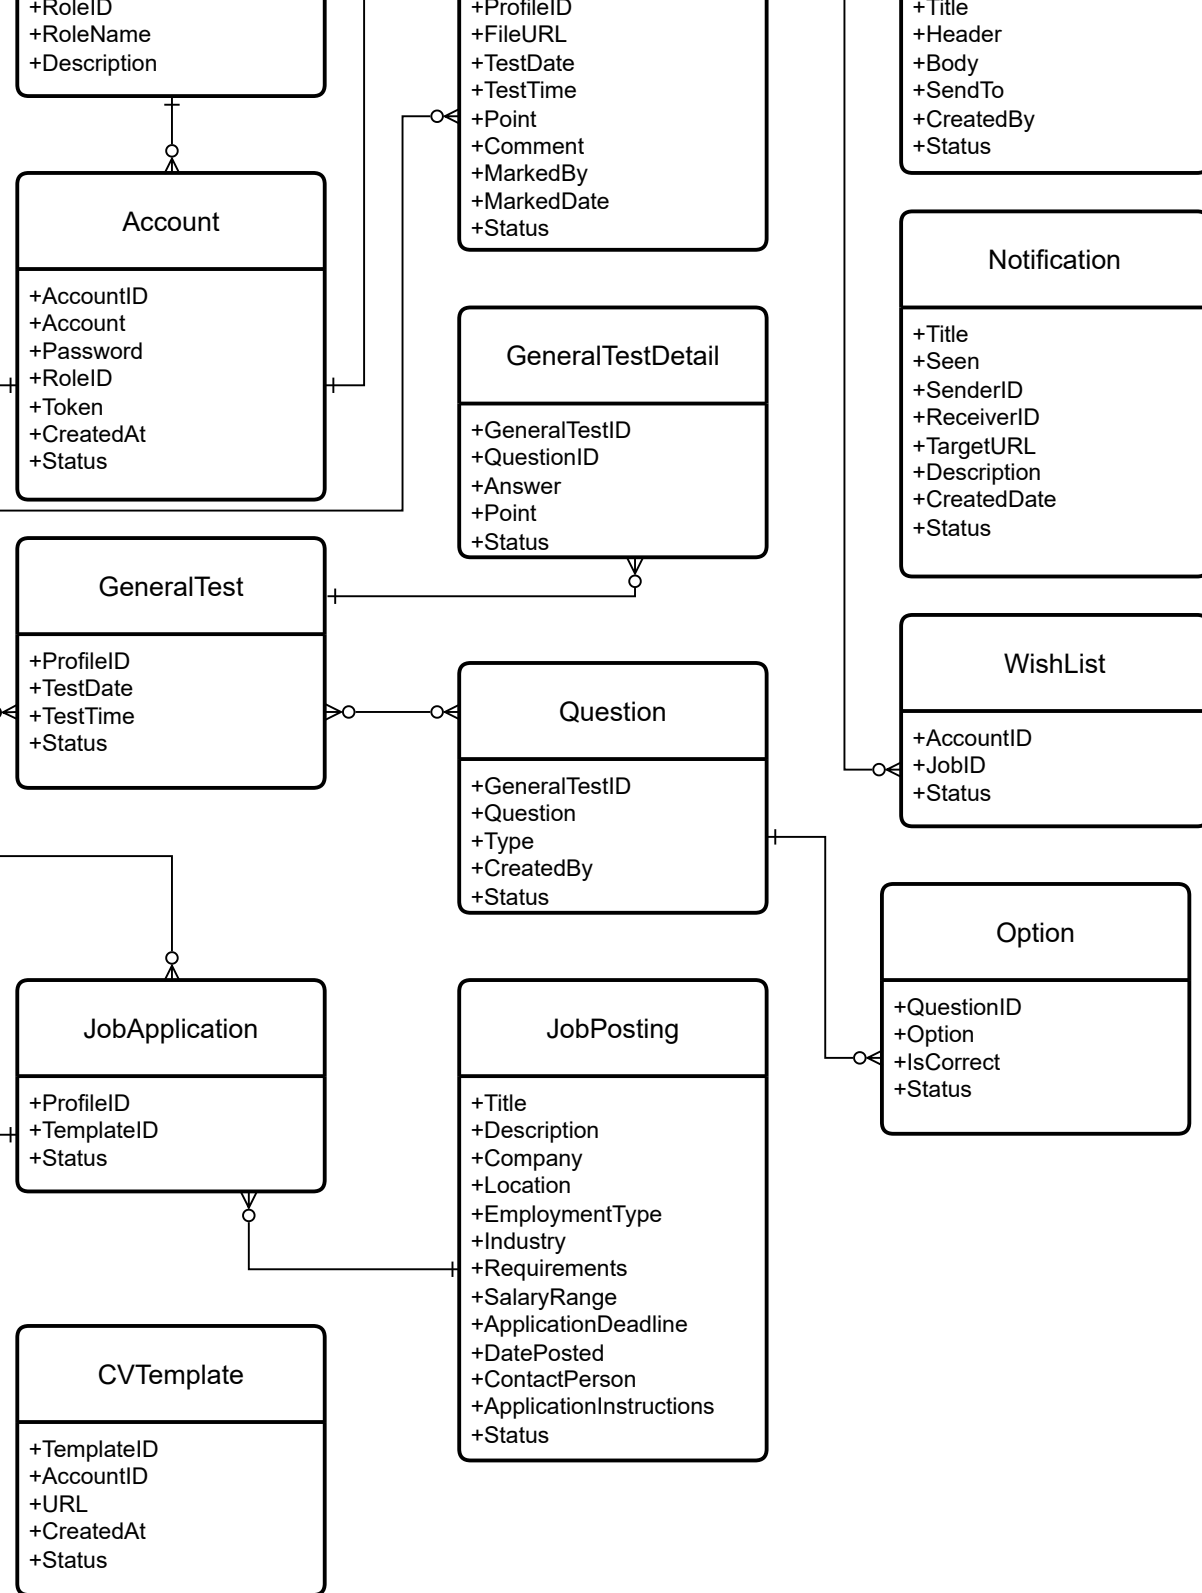 +RoleID
+RoleName
+Description
Account
+AccountID
+Account
+Password
+RoleID
+Token
+CreatedAt
+Status
GeneralTest
+ProfileID
+TestDate
+TestTime
+Status
JobApplication
+ProfileID
+TemplateID
+Status
CVTemplate
+TemplateID
+AccountID
+URL
+CreatedAt
+Status
+ProfileID
+FileURL
+TestDate
+TestTime
+Point
+Comment
+MarkedBy
+MarkedDate
+Status
GeneralTestDetail
+GeneralTestID
+QuestionID
+Answer
+Point
+Status
Question
+GeneralTestID
+Question
+Type
+CreatedBy
+Status
JobPosting
+Title
+Description
+Company
+Location
+EmploymentType
+Industry
+Requirements
+SalaryRange
+ApplicationDeadline
+DatePosted
+ContactPerson
+ApplicationInstructions
+Status
+Title
+Header
+Body
+SendTo
+CreatedBy
+Status
Notification
+Title
+Seen
+SenderID
+ReceiverID
+TargetURL
+Description
+CreatedDate
+Status
WishList
+AccountID
+JobID
+Status
Option
+QuestionID
+Option
+IsCorrect
+Status